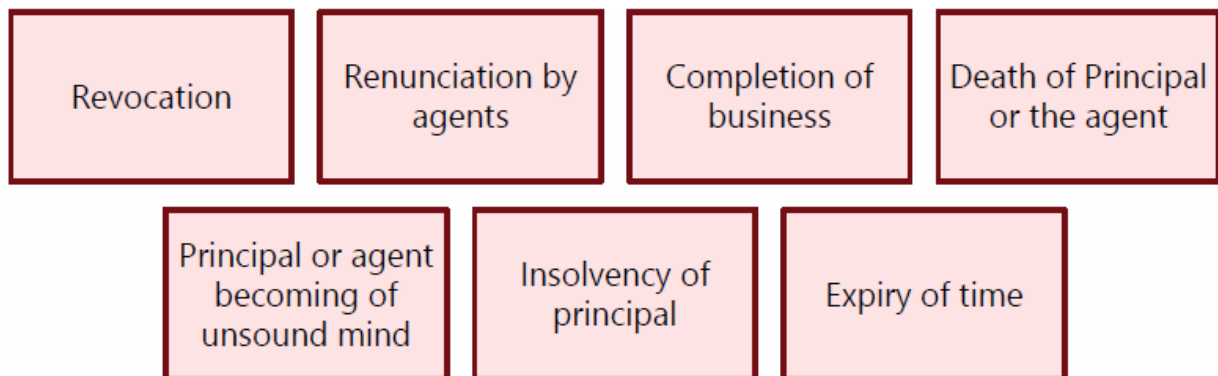 Revocation
Renunciation by
agents
Completion of
business
Death of Principal
or the agent
Principal or agent
becoming of
unsound mind
Insolvency of
principal
Expiry of time